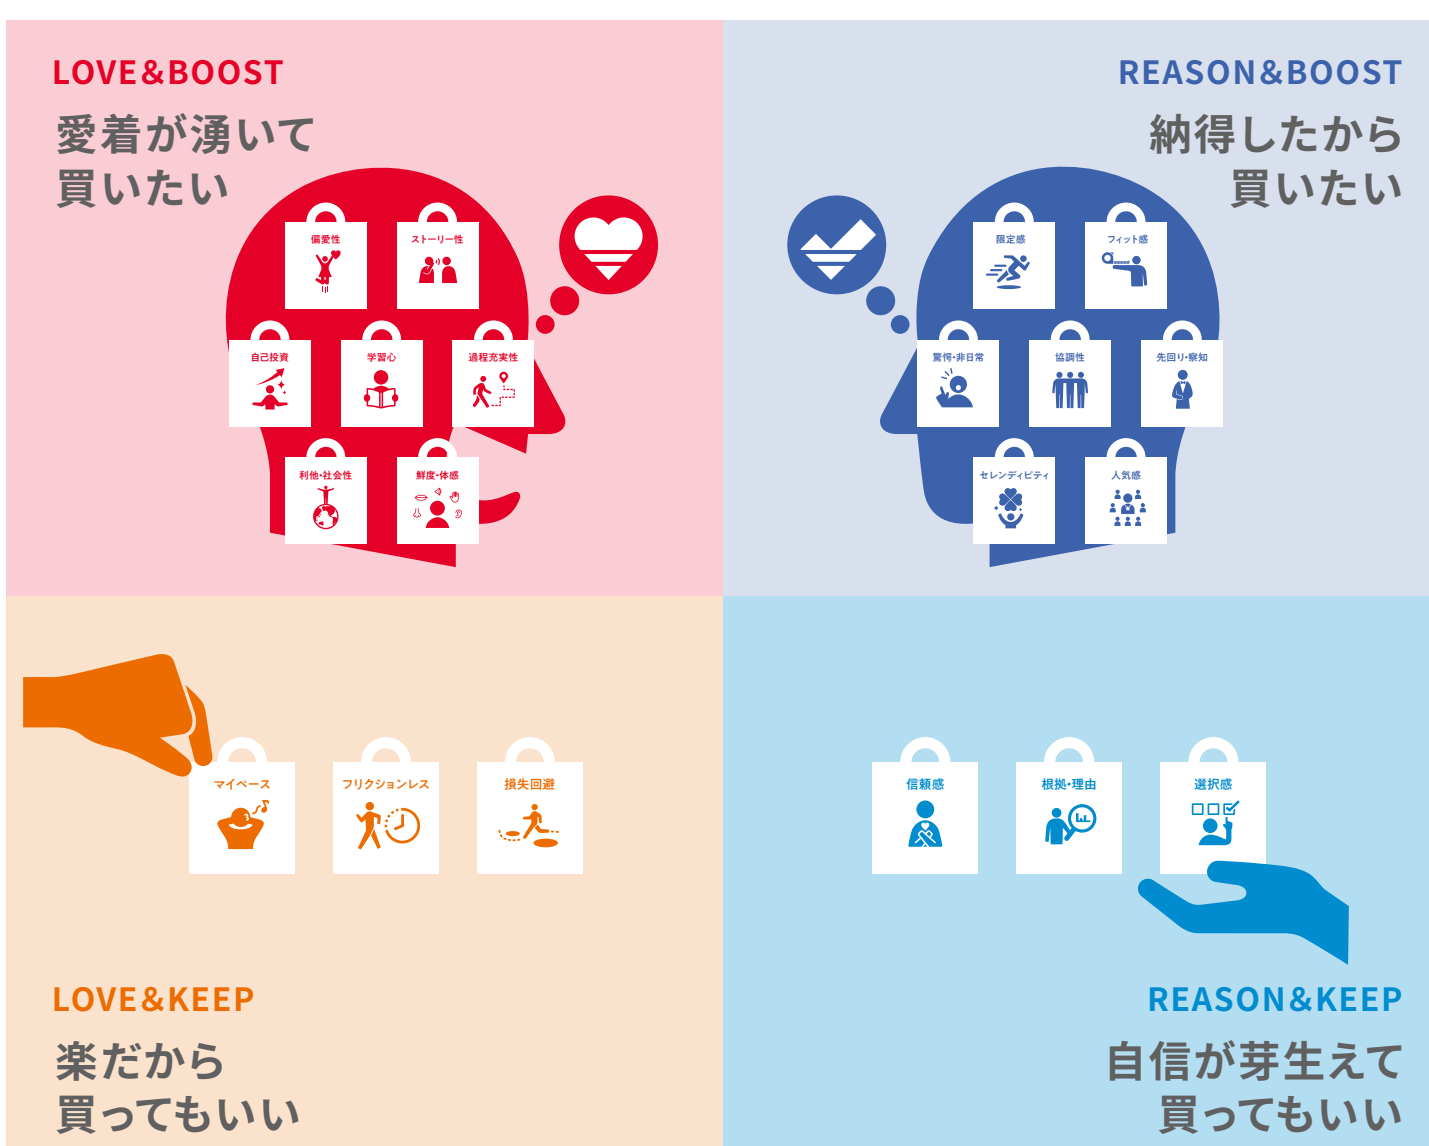 LOVE&BOOST
愛着が湧いて
買いたい
偏愛性
ストーリー性
自己投資
学習心
過程充実性
利他・社会性
鮮度・体感
REASON&BOOST
納得したから
買いたい
限定感
フィット感
驚愕・非日常
協調性
先回り・察知
セレンディピティ
人気感
マイペース
フリクションレス
損失回避
LOVE&KEEP
楽だから
買ってもいい
信頼感
根拠・理由
選択感
REASON&KEEP
自信が芽生えて
買ってもいい